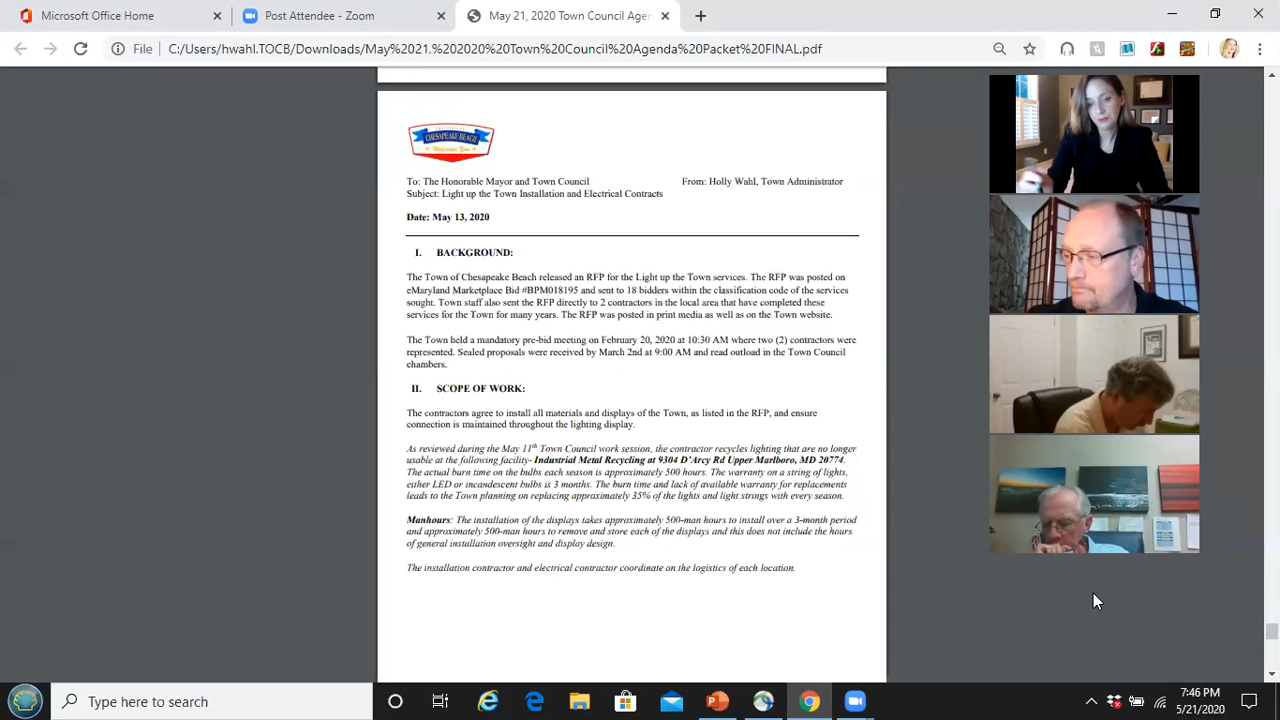 Microsoft Office Home
Post Attendee - Zoom
May 21, 2020 Town Council Agen
File
C:/Users/hwahl.TOCB/Downloads/May%2021,%202020%20Town%20Council%20Agenda%20Packet%20FINAL.pdf
CHESAPEAKE BEACH
Welcomes You
To: The Honorable Mayor and Town Council
From: Holly Wahl, Town Administrator
Subject: Light up the Town Installation and Electrical Contracts
Date: May 13, 2020
I. BACKGROUND:
The Town of Chesapeake Beach released an RFP for the Light up the Town services. The RFP was posted on
eMaryland Marketplace Bid #BPM018195 and sent to 18 bidders within the classification code of the services
sought. Town staff also sent the RFP directly to 2 contractors in the local area that have completed these
services for the Town for many years. The RFP was posted in print media as well as on the Town website.
The Town held a mandatory pre-bid meeting on February 20, 2020 at 10:30 AM where two (2) contractors were
represented. Sealed proposals were received by March 2nd at 9:00 AM and read outload in the Town Council
chambers.
II. SCOPE OF WORK:
The contractors agree to install all materials and displays of the Town, as listed in the RFP, and ensure
connection is maintained throughout the lighting display.
As reviewed during the May 11th Town Council work session, the contractor recycles lighting that are no longer
usable at the following facility- Industrial Metal Recycling at 9304 D'Arcy Rd Upper Marlboro, MD 20774.
The actual burn time on the bulbs each season is approximately 500 hours. The warranty on a string of lights,
either LED or incandescent bulbs is 3 months. The burn time and lack of available warranty for replacements
leads to the Town planning on replacing approximately 35% of the lights and light strings with every season.
Manhours: The installation of the displays takes approximately 500-man hours to install over a 3-month period
and approximately 500-man hours to remove and store each of the displays and this does not include the hours
of general installation oversight and display design.
The installation contractor and electrical contractor coordinate on the logistics of each location.
Type here to search
7:46 PM
5/21/2020